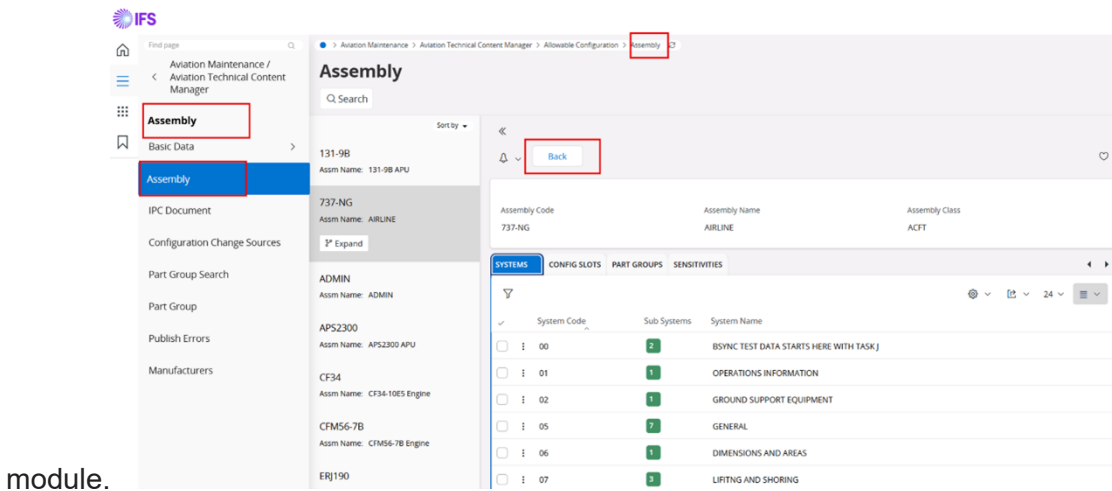 IFS
Find page
Aviation Maintenance > Aviation Technical Content Manager > Allowable Configuration > Assembly
Aviation Maintenance /
Aviation Technical Content
Manager
Assembly
Basic Data
Assembly
IPC Document
Configuration Change Sources
Part Group Search
Part Group
Publish Errors
Manufacturers
Assembly
Search
Sort by
131-9B
Assm Name: 131-9B APU
737-NG
Assm Name: AIRLINE
Expand
ADMIN
Assm Name: ADMIN
APS2300
Assm Name: APS2300 APU
CF34
Assm Name: CF34-10E5 Engine
CFM56-7B
Assm Name: CFM56-7B Engine
ERJ190
Back
Assembly Code Assembly Name Assembly Class
737-NG AIRLINE ACFT
SYSTEMS CONFIG SLOTS PART GROUPS SENSITIVITIES
24
System Code Sub Systems System Name
00 2 BSYNC TEST DATA STARTS HERE WITH TASK J
01 1 OPERATIONS INFORMATION
02 1 GROUND SUPPORT EQUIPMENT
05 7 GENERAL
06 1 DIMENSIONS AND AREAS
07 3 LIFITNG AND SHORING
module.